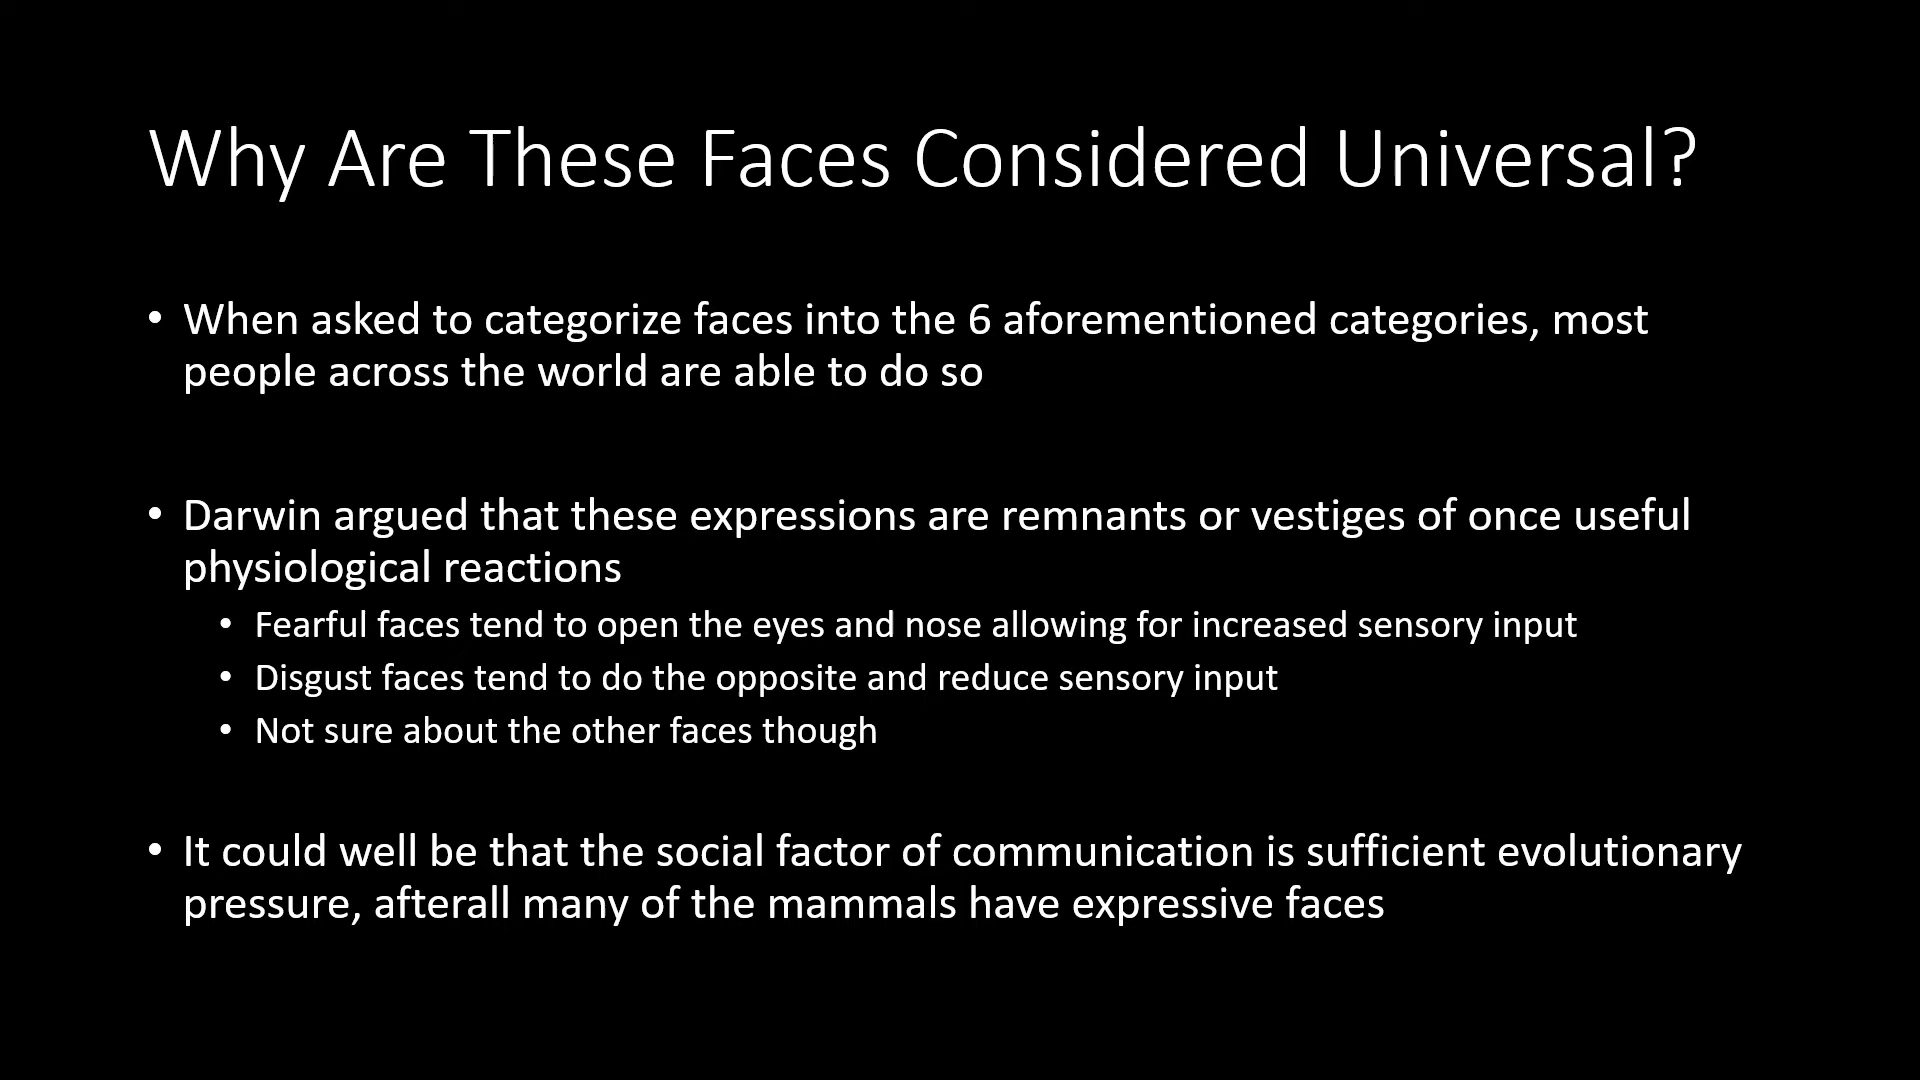 Why Are These Faces Considered Universal?
• When asked to categorize faces into the 6 aforementioned categories, most
people across the world are able to do so
• Darwin argued that these expressions are remnants or vestiges of once useful
physiological reactions
• Fearful faces tend to open the eyes and nose allowing for increased sensory input
• Disgust faces tend to do the opposite and reduce sensory input
• Not sure about the other faces though
• It could well be that the social factor of communication is sufficient evolutionary
pressure, afterall many of the mammals have expressive faces